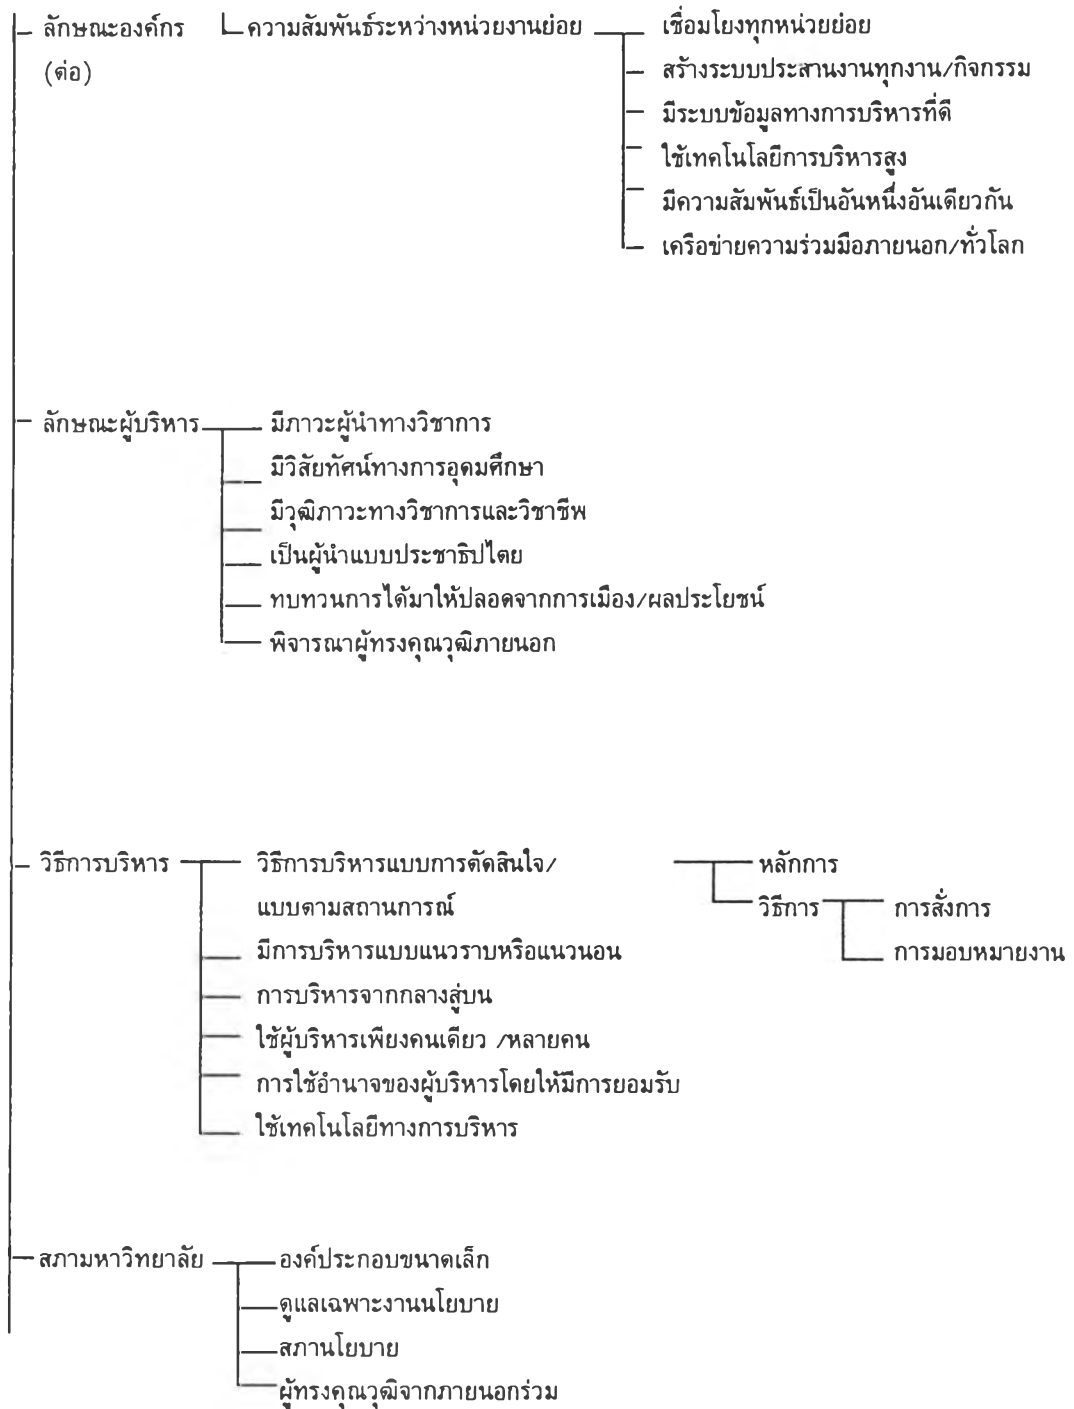 ลักษณะองค์กร ความสัมพันธ์ระหว่างหน่วยงานย่อย เชื่อมโยงทุกหน่วยย่อย
(ต่อ) สร้างระบบประสานงานทุกงาน/กิจกรรม
มีระบบข้อมูลทางการบริหารที่ดี
ใช้เทคโนโลยีการบริหารสูง
มีความสัมพันธ์เป็นอันหนึ่งอันเดียวกัน
เครือข่ายความร่วมมือภายนอก/ทั่วโลก
ลักษณะผู้บริหาร มีภาวะผู้นำทางวิชาการ
มีวิสัยทัศน์ทางการอุดมศึกษา
มีวุฒิภาวะทางวิชาการและวิชาชีพ
เป็นผู้นำแบบประชาธิปไตย
ทบทวนการได้มาให้ปลอดจากการเมือง/ผลประโยชน์
พิจารณาผู้ทรงคุณวุฒิภายนอก
วิธีการบริหาร วิธีการบริหารแบบการตัดสินใจ/ หลักการ
แบบตามสถานการณ์ วิธีการ การสั่งการ
มีการบริหารแบบแนวราบหรือแนวนอน การมอบหมายงาน
การบริหารจากกลางสู่บน
ใช้ผู้บริหารเพียงคนเดียว /หลายคน
การใช้อำนาจของผู้บริหารโดยให้มีการยอมรับ
ใช้เทคโนโลยีทางการบริหาร
สภามหาวิทยาลัย องค์ประกอบขนาดเล็ก
ดูแลเฉพาะงานนโยบาย
สภานโยบาย
ผู้ทรงคุณวุฒิจากภายนอกร่วม